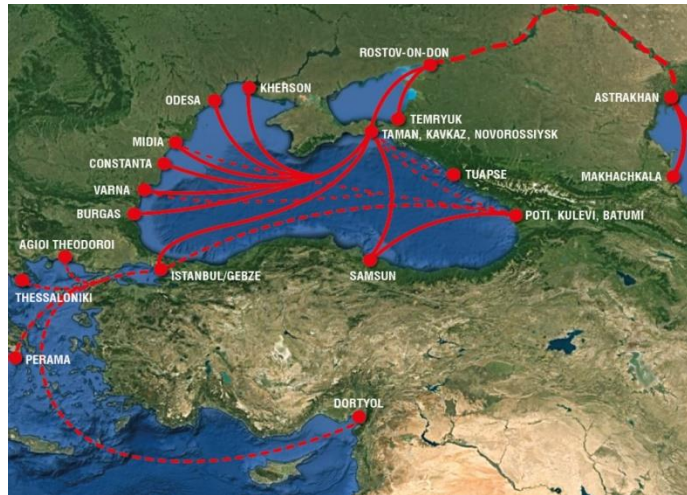 ROSTOV-ON-DON
KHERSON
ODESA
ASTRAKHAN
TEMRYUK
TAMAN, KAVKAZ, NOVOROSSIYSK
MIDIA
CONSTANTA
TUAPSE
MAKHACHKALA
VARNA
BURGAS
POTI, KULEVI, BATUMI
AGIOI THEODOROI
ISTANBUL/GEBZE
SAMSUN
THESSALONIKI
PERAMA
DORTYOL